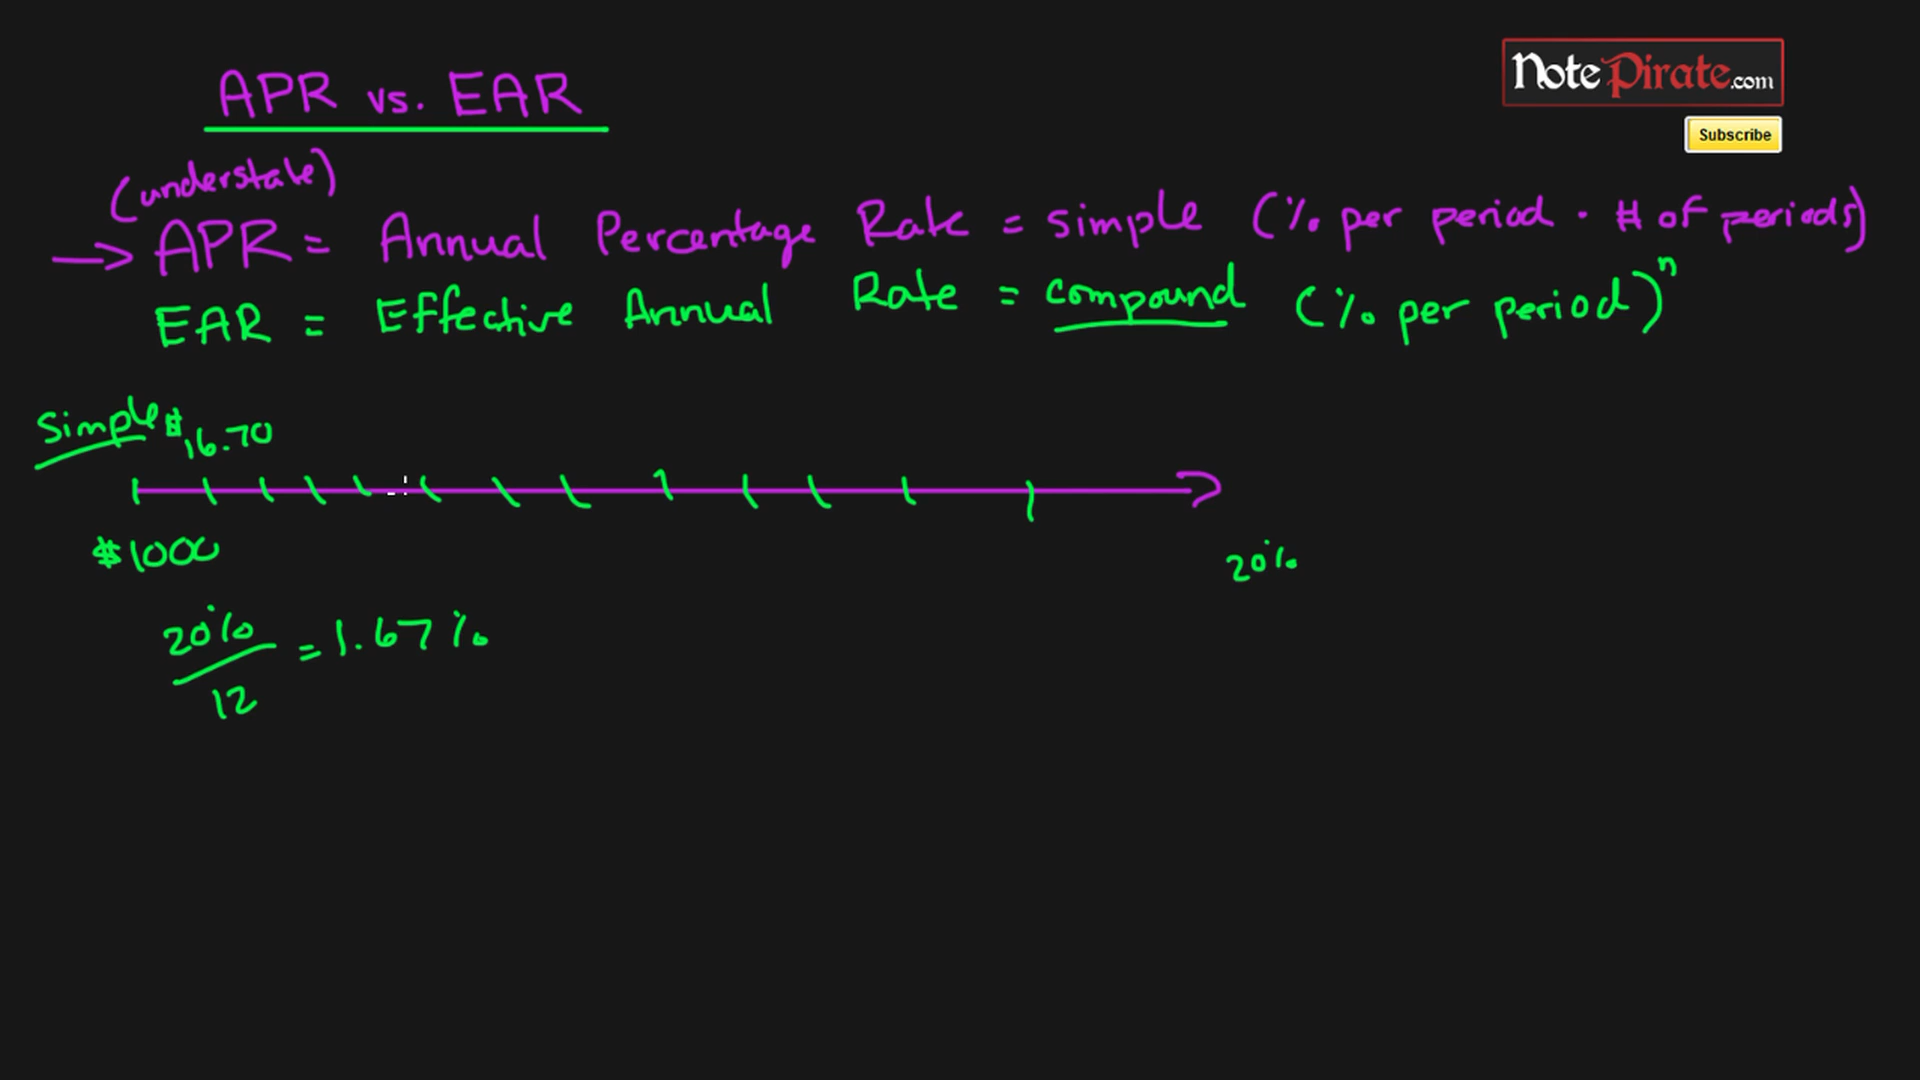 APR vs. EAR
NotePirate.com
Subscribe
(understate)
→ APR = Annual Percentage Rate = simple (% per period · # of periods)
EAR = Effective Annual Rate = compound (% per period)ⁿ
Simple $16.70
$1000
20%
20%/12 = 1.67%